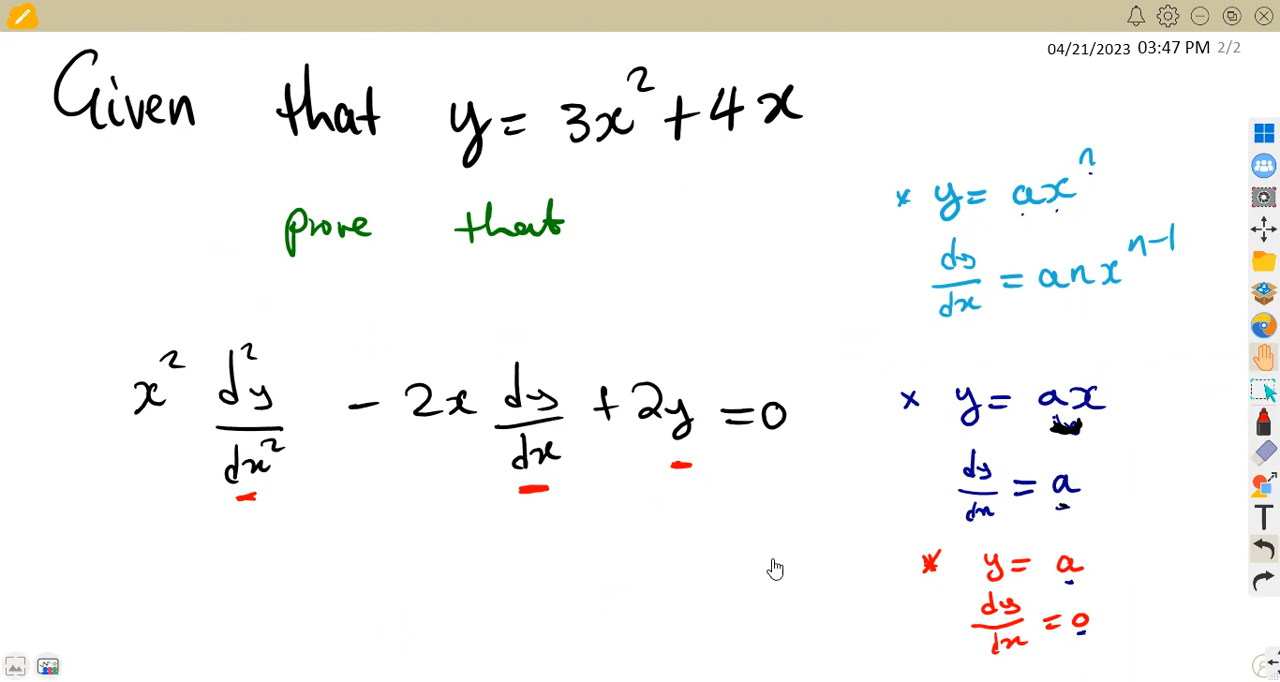 04/21/2023 03:47 PM 2/2
Given that y = 3x² + 4x
prove that
x² d²y/dx² - 2x dy/dx + 2y = 0
* y = axⁿ
dy/dx = anxⁿ⁻¹
* y = ax
dy/dx = a
* y = a
dy/dx = 0
T